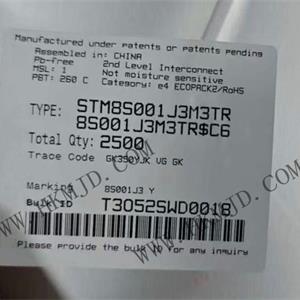 Manufactured under patents or patents pending
Assembled in: CHINA
Pb-free 2nd Level Interconnect
MSL: 1 Not moisture sensitive
PBT: 260 C Category: e4 ECOPACK2/RoHS
TYPE: STM8S001J3M3TR
8S001J3M3TR$C6
Total Qty: 2500
Trace Code GK390YJK VG GK
Marking 8S001J3 Y
Bulk ID T3052SWD0018
Please provide the bulk ID for any inquiry